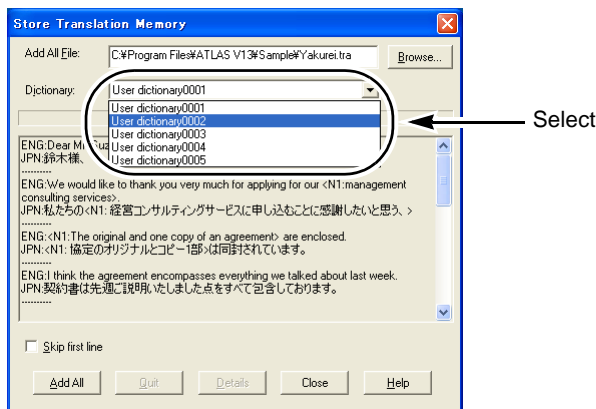 Store Translation Memory
Add All File: C:¥Program Files¥ATLAS V13¥Sample¥Yakurei.tra Browse...
Dictionary: User dictionary0001
User dictionary0001
User dictionary0002
User dictionary0003
User dictionary0004
User dictionary0005
Select
ENG:Dear Mr. Suz
JPN:鈴木様、
----------
ENG:We would like to thank you very much for applying for our <N1:management
consulting services>.
JPN:私たちの<N1: 経営コンサルティングサービスに申し込むことに感謝したいと思う、>
----------
ENG:<N1:The original and one copy of an agreement> are enclosed.
JPN:<N1: 協定のオリジナルとコピー1部>は同封されています。
----------
ENG:I think the agreement encompasses everything we talked about last week.
JPN:契約書は先週ご説明いたしました点をすべて包含しております。
----------
Skip first line
Add All Quit Details Close Help